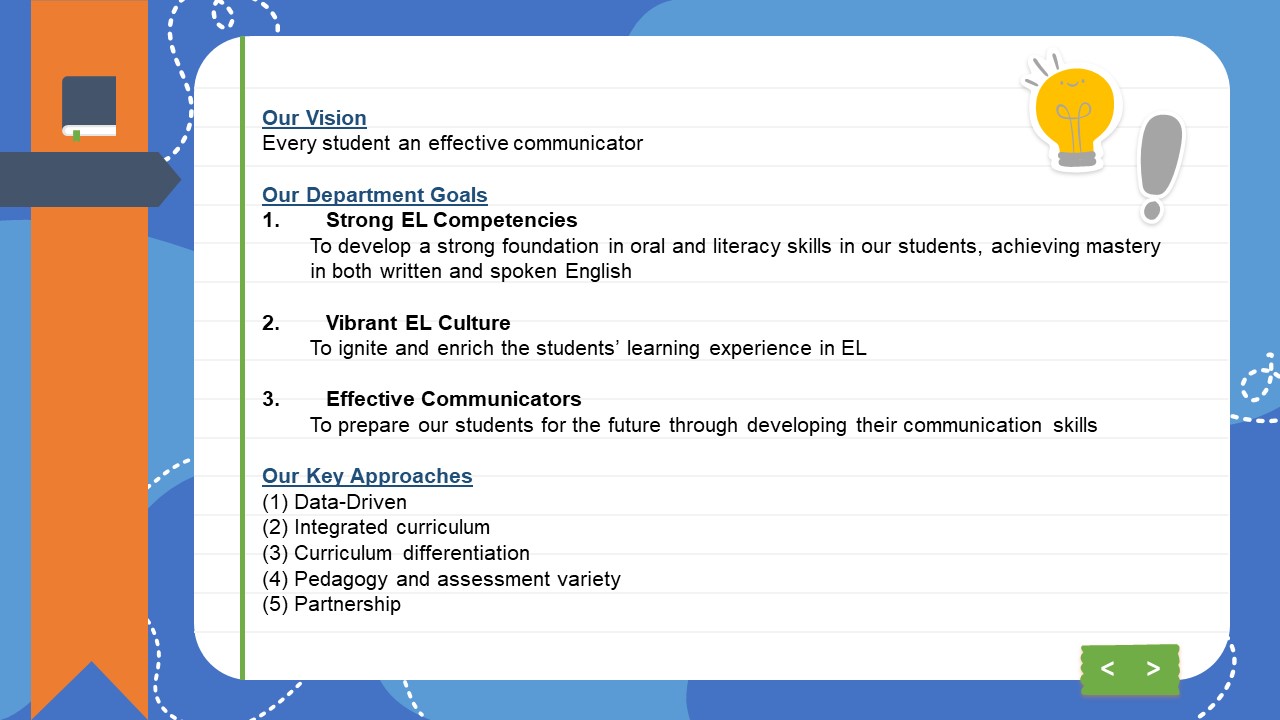 Our Vision
Every student an effective communicator
Our Department Goals
1. Strong EL Competencies
To develop a strong foundation in oral and literacy skills in our students, achieving mastery
in both written and spoken English
2. Vibrant EL Culture
To ignite and enrich the students’ learning experience in EL
3. Effective Communicators
To prepare our students for the future through developing their communication skills
Our Key Approaches
(1) Data-Driven
(2) Integrated curriculum
(3) Curriculum differentiation
(4) Pedagogy and assessment variety
(5) Partnership
< >